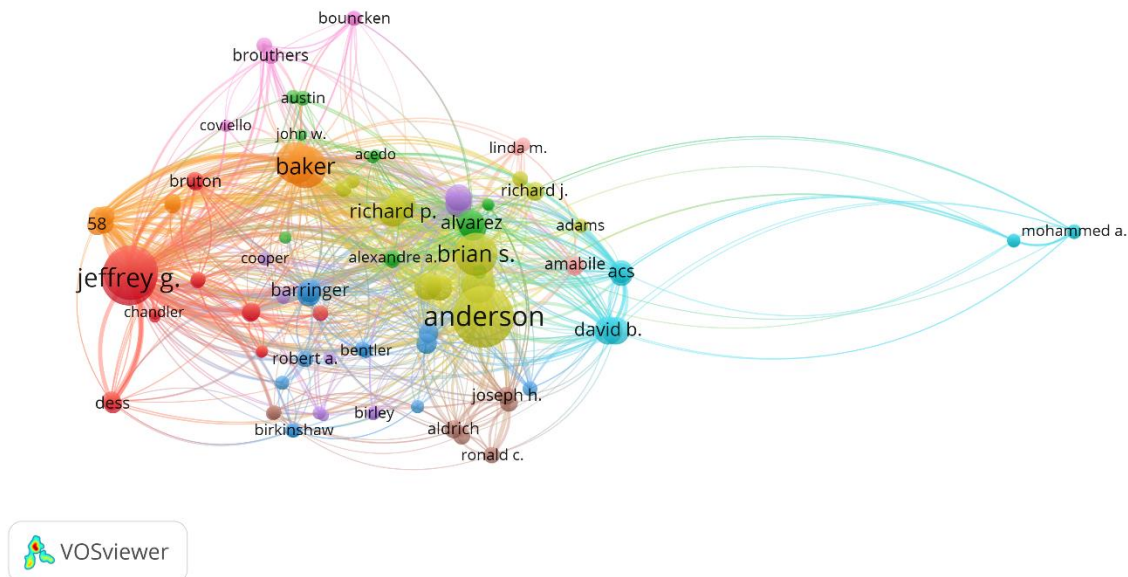 bouncken
brouthers
austin
coviello
john w.
linda m.
acedo
baker
bruton
richard j.
richard p.
58
alvarez
adams
mohammed a.
brian s.
cooper
alexandre a.
amabile
acs
jeffrey g.
barringer
chandler
anderson
david b.
bentler
robert a.
joseph h.
dess
birley
birkinshaw
aldrich
ronald c.
VOSviewer